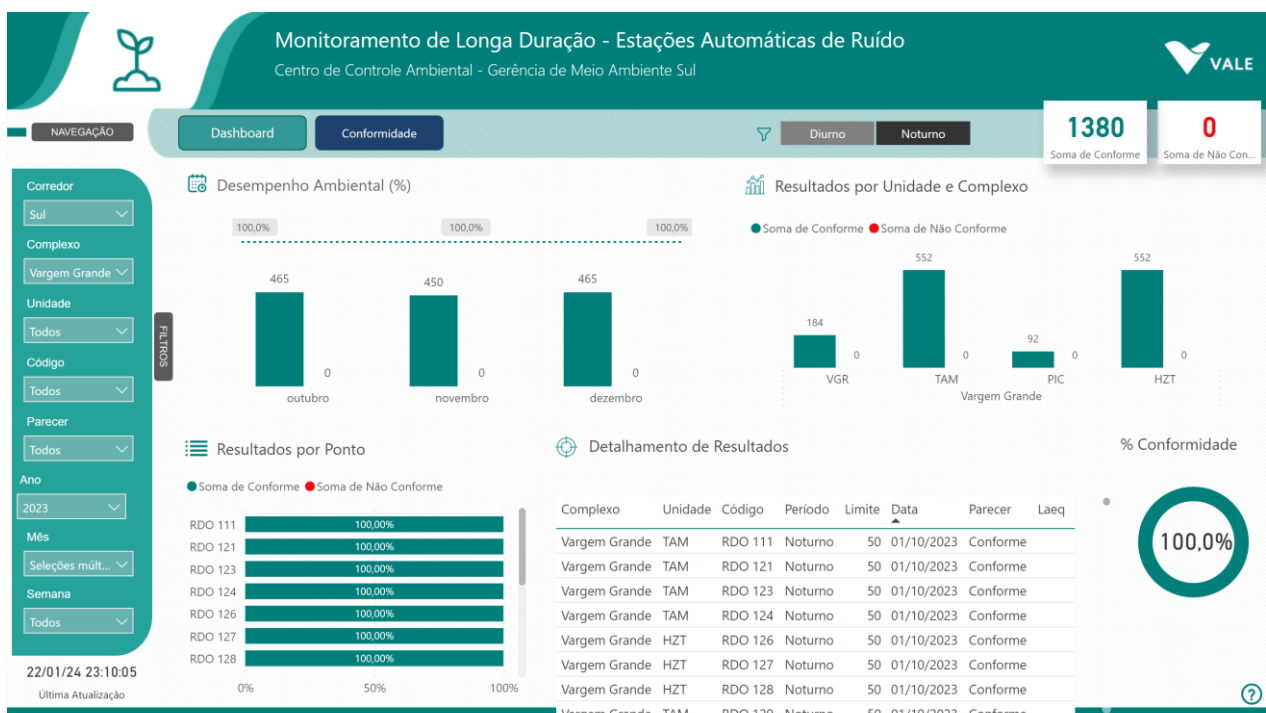 Monitoramento de Longa Duração - Estações Automáticas de Ruído
Centro de Controle Ambiental - Gerência de Meio Ambiente Sul
VALE
NAVEGAÇÃO
Dashboard
Conformidade
Diurno
Noturno
1380
Soma de Conforme
0
Soma de Não Con...
Corredor
Sul
Complexo
Vargem Grande
Unidade
Todos
Código
Todos
Parecer
Todos
Ano
2023
Mês
Seleções múlt...
Semana
Todos
22/01/24 23:10:05
Última Atualização
FILTROS
Desempenho Ambiental (%)
100,0% 100,0% 100,0%
465 450 465
0 0 0
outubro novembro dezembro
Resultados por Unidade e Complexo
Soma de Conforme Soma de Não Conforme
184 552 92 552
0 0 0 0
VGR TAM PIC HZT
Vargem Grande
Resultados por Ponto
Soma de Conforme Soma de Não Conforme
RDO 111 100,00%
RDO 121 100,00%
RDO 123 100,00%
RDO 124 100,00%
RDO 126 100,00%
RDO 127 100,00%
RDO 128 100,00%
0% 50% 100%
Detalhamento de Resultados
Complexo Unidade Código Período Limite Data Parecer Laeq
Vargem Grande TAM RDO 111 Noturno 50 01/10/2023 Conforme
Vargem Grande TAM RDO 121 Noturno 50 01/10/2023 Conforme
Vargem Grande TAM RDO 123 Noturno 50 01/10/2023 Conforme
Vargem Grande TAM RDO 124 Noturno 50 01/10/2023 Conforme
Vargem Grande HZT RDO 126 Noturno 50 01/10/2023 Conforme
Vargem Grande HZT RDO 127 Noturno 50 01/10/2023 Conforme
Vargem Grande HZT RDO 128 Noturno 50 01/10/2023 Conforme
% Conformidade
100,0%
?